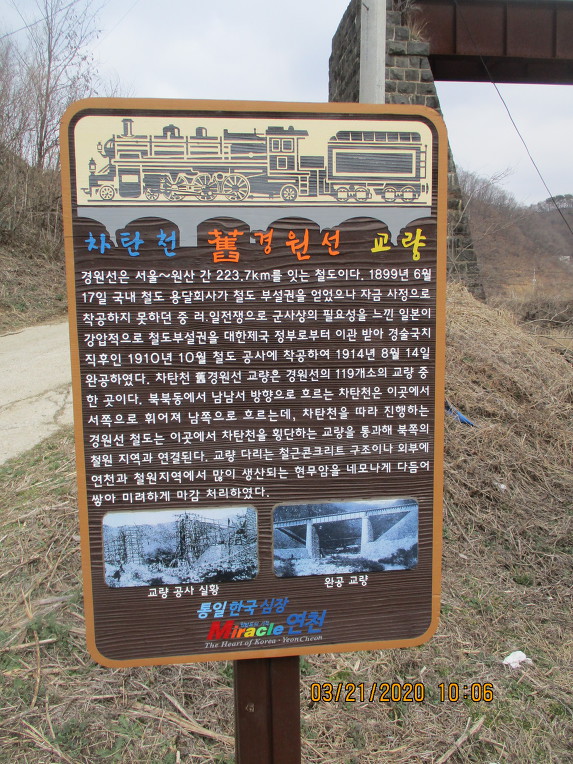 차탄천 舊경원선 교량
경원선은 서울~원산 간 223.7km를 잇는 철도이다. 1899년 6월
17일 국내 철도 용달회사가 철도 부설권을 얻었으나 자금 사정으로
착공하지 못하던 중 러.일전쟁으로 군사상의 필요성을 느낀 일본이
강압적으로 철도부설권을 대한제국 정부로부터 이관 받아 경술국치
직후인 1910년 10월 철도 공사에 착공하여 1914년 8월 14일
완공하였다. 차탄천 舊경원선 교량은 경원선의 119개소의 교량 중
한 곳이다. 북북동에서 남남서 방향으로 흐르는 차탄천은 이곳에서
서쪽으로 휘어져 남쪽으로 흐르는데, 차탄천을 따라 진행하는
경원선 철도는 이곳에서 차탄천을 횡단하는 교량을 통과해 북쪽의
철원 지역과 연결된다. 교량 다리는 철근콘크리트 구조이나 외부에
연천과 철원지역에서 많이 생산되는 현무암을 네모나게 다듬어
쌓아 미려하게 마감 처리하였다.
교량 공사 실황
완공 교량
통일한국 심장
Miracle 연천
The Heart of Korea - YeonCheon
03/21/2020 10:06